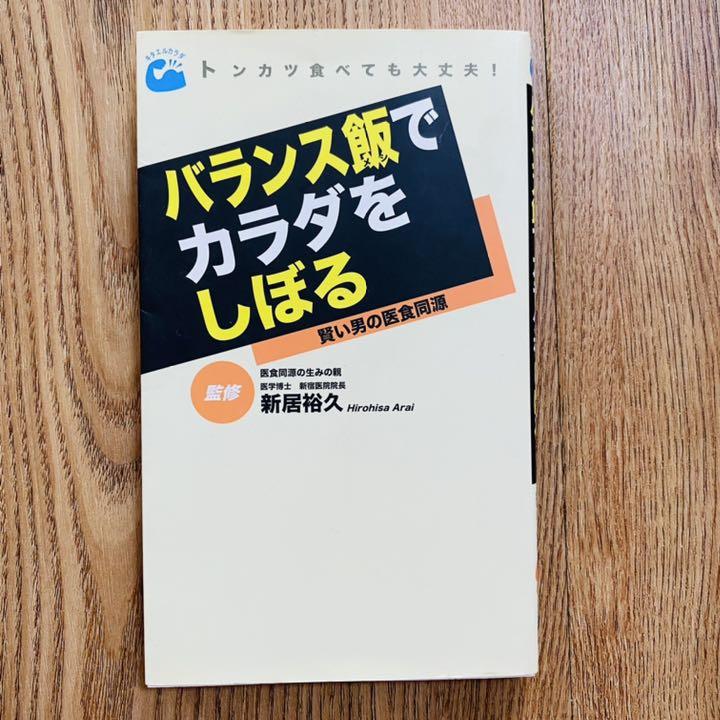 キタエルカラダ
トンカツ食べても大丈夫！
バランス飯で
メシ
カラダを
しぼる
賢い男の医食同源
監修
医食同源の生みの親
医学博士　新宿医院院長
新居裕久 Hirohisa Arai